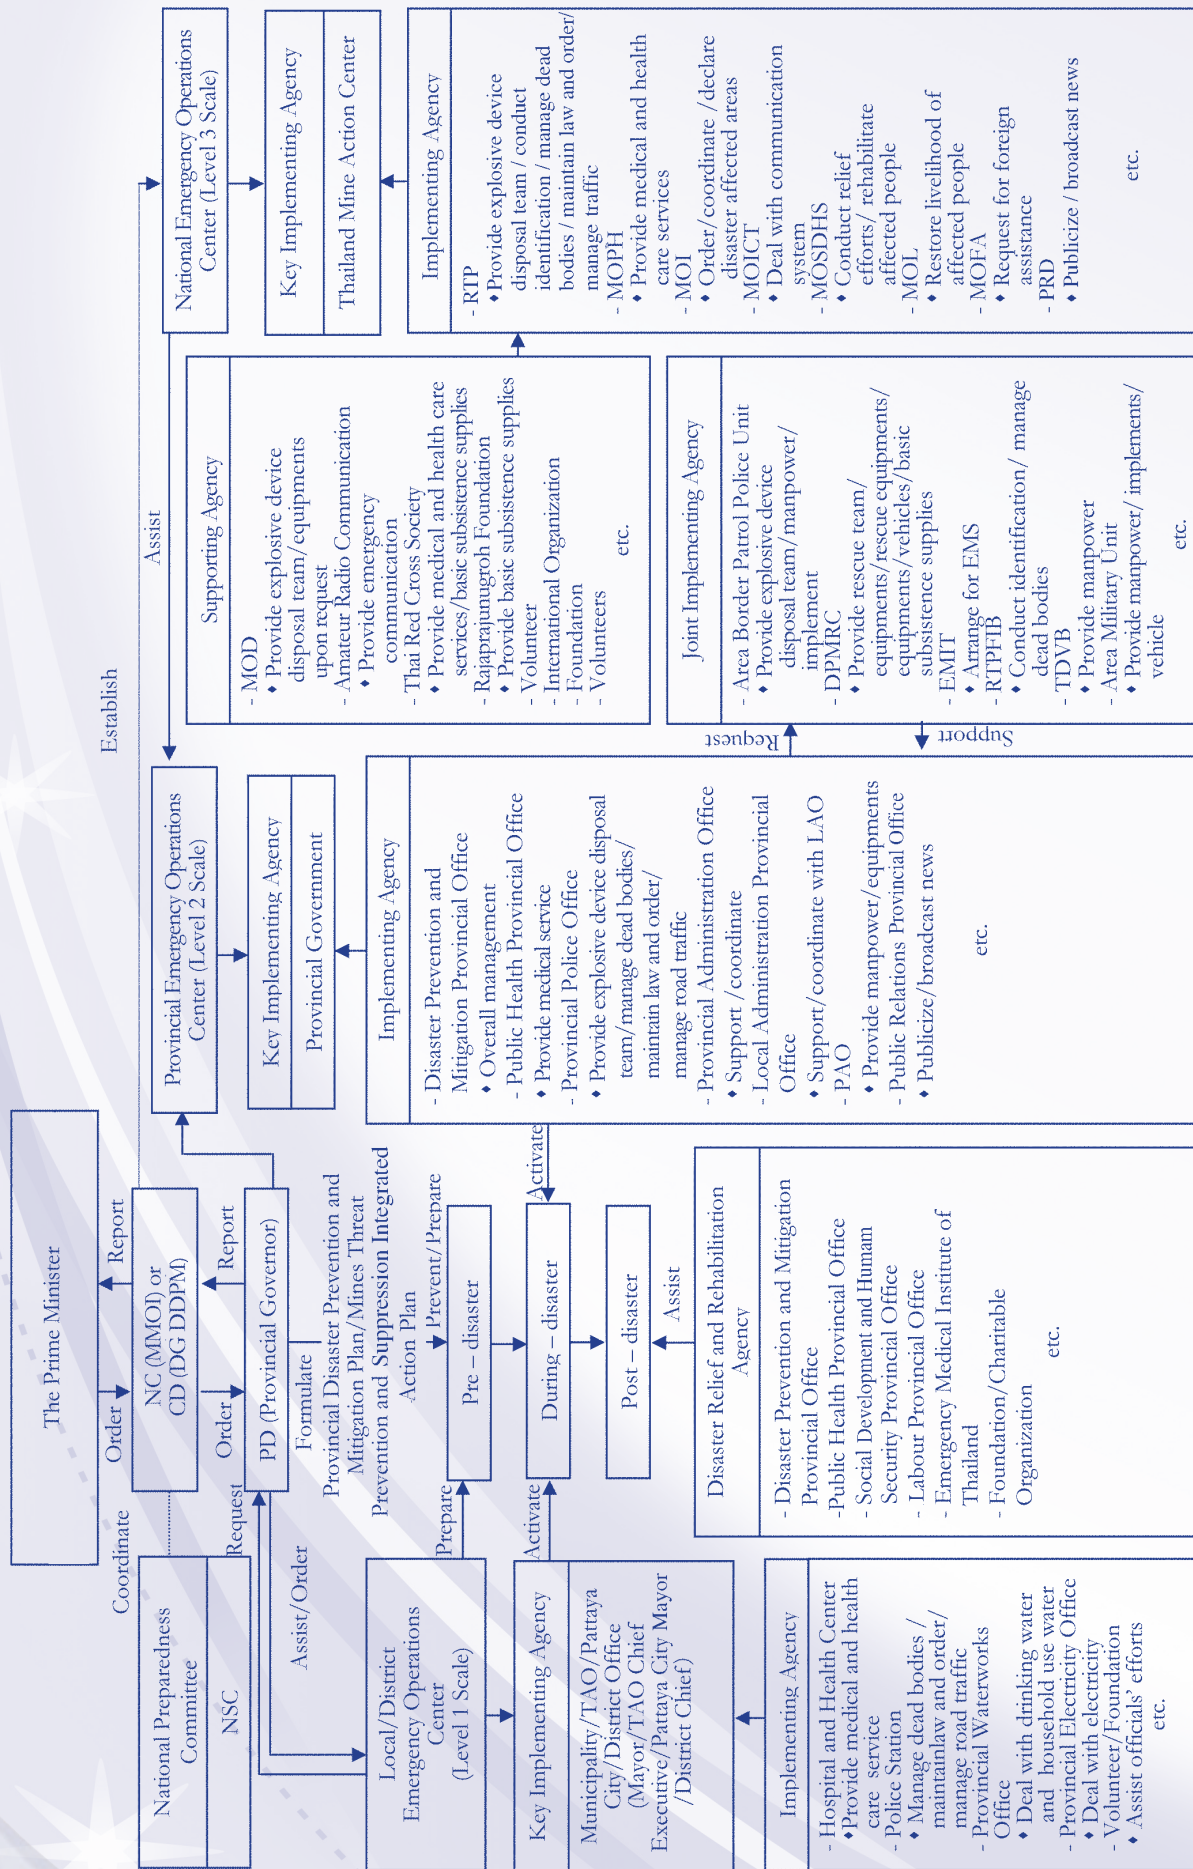 The Prime Minister
Order
Report
Coordinate
National Preparedness
Committee
NSC
NC (MMOI) or
CD (DG DDPM)
Order
Report
Request
Assist/Order
PD (Provincial Governor)
Formulate
Provincial Disaster Prevention and
Mitigation Plan/Mines Threat
Prevention and Suppression Integrated
Action Plan
Prevent/Prepare
Establish
Assist
Local/District
Emergency Operations
Center
(Level 1 Scale)
Prepare
Key Implementing Agency
Municipality/TAO/Pattaya
City/District Office
(Mayor/TAO Chief
Executive/Pattaya City Mayor
/District Chief)
Activate
Implementing Agency
- Hospital and Health Center
♦Provide medical and health
care service
- Police Station
♦ Manage dead bodies /
maintainlaw and order/
manage road traffic
- Provincial Waterworks
Office
♦ Deal with drinking water
and household use water
- Provincial Electricity Office
♦ Deal with electricity
- Volunteer/Foundation
♦ Assist officials' efforts
etc.
Pre – disaster
During – disaster
Post – disaster
Activate
Assist
Disaster Relief and Rehabilitation
Agency
- Disaster Prevention and Mitigation
Provincial Office
-Public Health Provincial Office
- Social Development and Humam
Security Provincial Office
- Labour Provincial Office
- Emergency Medical Institute of
Thailand
- Foundation/Charitable
Organization
etc.
Provincial Emergency Operations
Center (Level 2 Scale)
Key Implementing Agency
Provincial Government
Implementing Agency
- Disaster Prevention and
Mitigation Provincial Office
♦ Overall management
- Public Health Provincial Office
♦ Provide medical service
- Provincial Police Office
♦ Provide explosive device disposal
team/manage dead bodies/
maintain law and order/
manage road traffic
- Provincial Administration Office
♦ Support /coordinate
- Local Administration Provincial
Office
♦ Support/coordinate with LAO
- PAO
♦ Provide manpower/equipments
- Public Relations Provincial Office
♦ Publicize/broadcast news
etc.
Request
Support
Supporting Agency
- MOD
♦ Provide explosive device
disposal team/equipments
upon request
- Amateur Radio Communication
♦ Provide emergency
communication
- Thai Red Cross Society
♦ Provide medical and health care
services/basic subsistence supplies
- Rajaprajunugroh Foundation
♦ Provide basic subsistence supplies
- Volunteer
- International Organization
- Foundation
- Volunteers
etc.
Joint Implementing Agency
- Area Border Patrol Police Unit
♦ Provide explosive device
disposal team/manpower/
implement
- DPMRC
♦ Provide rescue team/
equipments/rescue equipments/
equipments/vehicles/basic
subsistence supplies
- EMIT
♦ Arrange for EMS
- RTPFIB
♦ Conduct identification/ manage
dead bodies
- TDVB
♦ Provide manpower
- Area Military Unit
♦ Provide manpower/ implements/
vehicle
etc.
National Emergency Operations
Center (Level 3 Scale)
Key Implementing Agency
Thailand Mine Action Center
Implementing Agency
- RTP
♦Provide explosive device
disposal team / conduct
identification / manage dead
bodies / maintain law and order/
manage traffic
- MOPH
♦ Provide medical and health
care services
- MOI
♦ Order/coordinate /declare
disaster affected areas
- MOICT
♦ Deal with communication
system
- MOSDHS
♦ Conduct relief
efforts/ rehabilitate
affected people
- MOL
♦ Restore livelihood of
affected people
- MOFA
♦ Request for foreign
assistance
- PRD
♦ Publicize / broadcast news
etc.